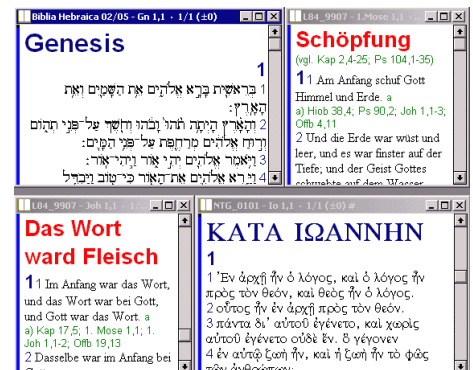 Biblia Hebraica 02/05 - Gn 1,1 · 1/1 (±0)
Genesis
1
1 בְּרֵאשִׁית בָּרָא אֱלֹהִים אֵת הַשָּׁמַיִם וְאֵת
הָאָרֶץ׃
2 וְהָאָרֶץ הָיְתָה תֹהוּ וָבֹהוּ וְחֹשֶׁךְ עַל־פְּנֵי תְהוֹם
וְרוּחַ אֱלֹהִים מְרַחֶפֶת עַל־פְּנֵי הַמָּיִם׃
3 וַיֹּאמֶר אֱלֹהִים יְהִי אוֹר וַיְהִי־אוֹר׃
4 וַיַּרְא אֱלֹהִים אֶת־הָאוֹר כִּי־טוֹב וַיַּבְדֵּל
L84_9907 - 1.Mose 1,1 -
Schöpfung
(vgl. Kap 2,4-25; Ps 104,1-35)
1 1 Am Anfang schuf Gott
Himmel und Erde. a
a) Hiob 38,4; Ps 90,2; Joh 1,1-3;
Offb 4,11
2 Und die Erde war wüst und
leer, und es war finster auf der
Tiefe; und der Geist Gottes
schwebte auf dem Wasser
L84_9907 - Joh 1,1 - 1/
Das Wort
ward Fleisch
1 1 Im Anfang war das Wort,
und das Wort war bei Gott,
und Gott war das Wort. a
a) Kap 17,5; 1. Mose 1,1; 1.
Joh 1,1-2; Offb 19,13
2 Dasselbe war im Anfang bei
NTG_0101 - Io 1,1 - 1/1 (±0) #
ΚΑΤΑ ΙΩΑΝΝΗΝ
1
1 Ἐν ἀρχῇ ἦν ὁ λόγος, καὶ ὁ λόγος ἦν
πρὸς τὸν θεόν, καὶ θεὸς ἦν ὁ λόγος.
2 οὗτος ἦν ἐν ἀρχῇ πρὸς τὸν θεόν.
3 πάντα δι' αὐτοῦ ἐγένετο, καὶ χωρὶς
αὐτοῦ ἐγένετο οὐδὲ ἕν. ὃ γέγονεν
4 ἐν αὐτῷ ζωὴ ἦν, καὶ ἡ ζωὴ ἦν τὸ φῶς
τῶν ἀνθρώπων·